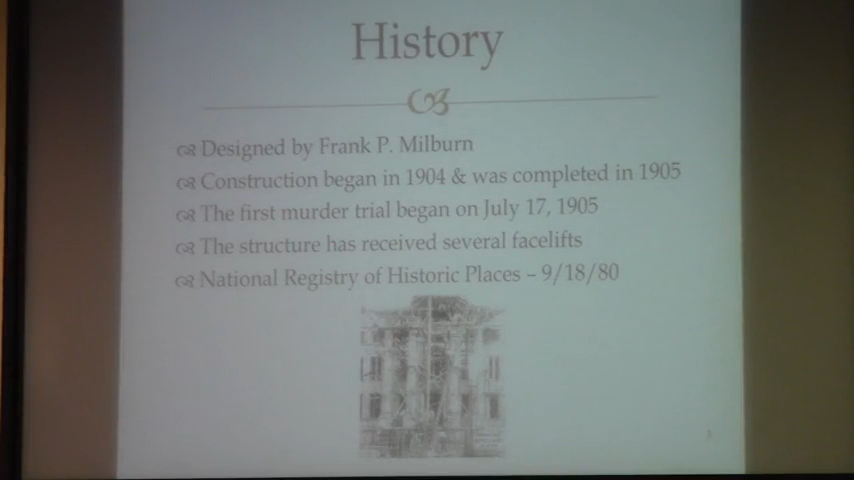 History
Designed by Frank P. Milburn
Construction began in 1904 & was completed in 1905
The first murder trial began on July 17, 1905
The structure has received several facelifts
National Registry of Historic Places – 9/18/80